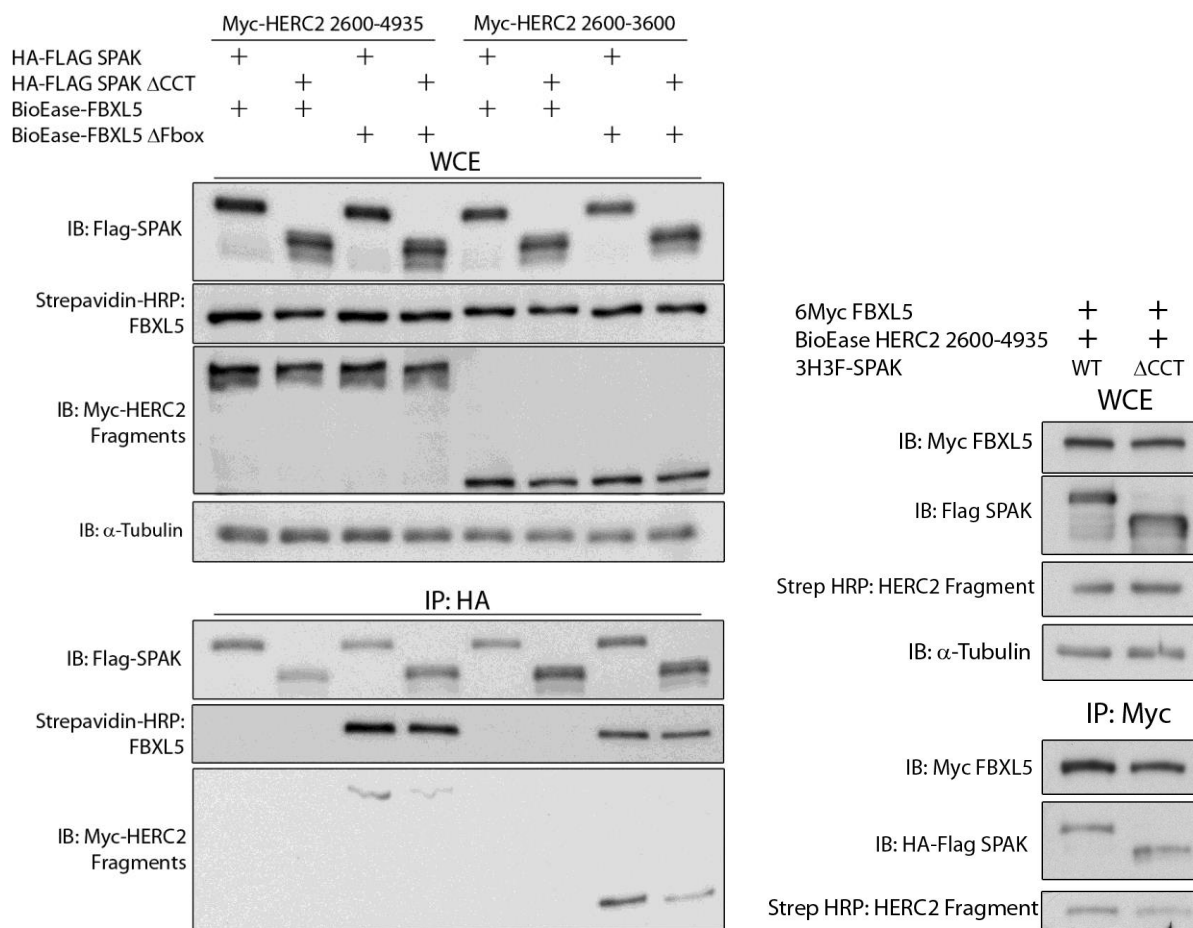 Myc-HERC2 2600-4935 Myc-HERC2 2600-3600
HA-FLAG SPAK + + + +
HA-FLAG SPAK ΔCCT + + + +
BioEase-FBXL5 + + + +
BioEase-FBXL5 ΔFbox + + + +
WCE
IB: Flag-SPAK
Strepavidin-HRP:
FBXL5
IB: Myc-HERC2
Fragments
IB: α-Tubulin
IP: HA
IB: Flag-SPAK
Strepavidin-HRP:
FBXL5
IB: Myc-HERC2
Fragments
6Myc FBXL5 + +
BioEase HERC2 2600-4935 + +
3H3F-SPAK WT ΔCCT
WCE
IB: Myc FBXL5
IB: Flag SPAK
Strep HRP: HERC2 Fragment
IB: α-Tubulin
IP: Myc
IB: Myc FBXL5
IB: HA-Flag SPAK
Strep HRP: HERC2 Fragment